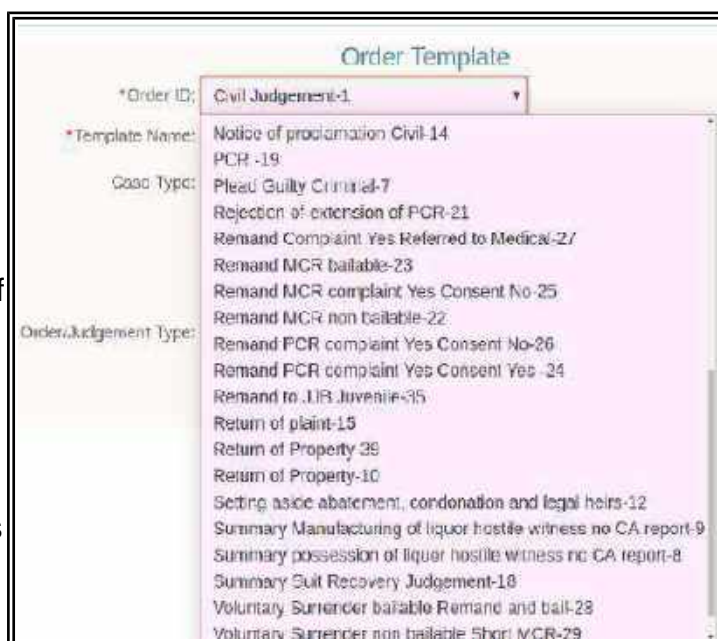 Order Template
*Order ID: Civil Judgement-1
*Template Name:
Case Type:
Order/Judgement Type:
Notice of proclamation Civil-14
PCR -19
Plead Guilty Criminal-7
Rejection of extension of PCR-21
Remand Complaint Yes Referred to Medical-27
Remand MCR bailable-23
Remand MCR complaint Yes Consent No-25
Remand MCR non bailable-22
Remand PCR complaint Yes Consent No-26
Remand PCR complaint Yes Consent Yes -24
Remand to JJB Juvenile-35
Return of plaint-15
Return of Property-39
Return of Property-10
Setting aside abatement, condonation and legal heirs-12
Summary Manufacturing of liquor hostile witness no CA report-9
Summary possession of liquer hostile witness no CA report-8
Summary Suit Recovery Judgement-18
Voluntary Surrender bailable Remand and bail-28
Voluntary Surrender non bailable Short MCR-29